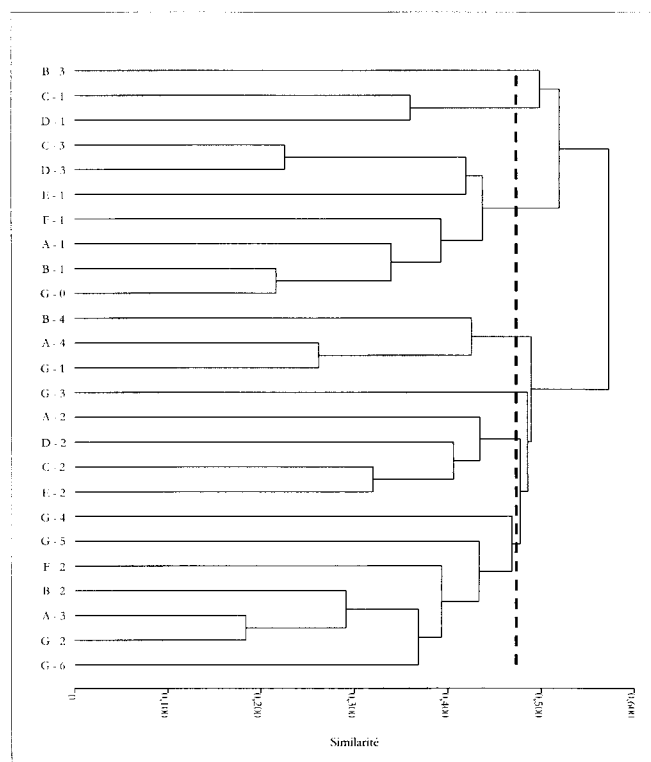 B - 3
C - 1
D - 1
C - 3
D - 3
E - 1
F - 1
A - 1
B - 1
G - 0
B - 4
A - 4
G - 1
G - 3
A - 2
D - 2
C - 2
E - 2
G - 4
G - 5
F - 2
B - 2
A - 3
G - 2
G - 6
0
0,100
0,200
0,300
0,400
0,500
0,600
Similarité